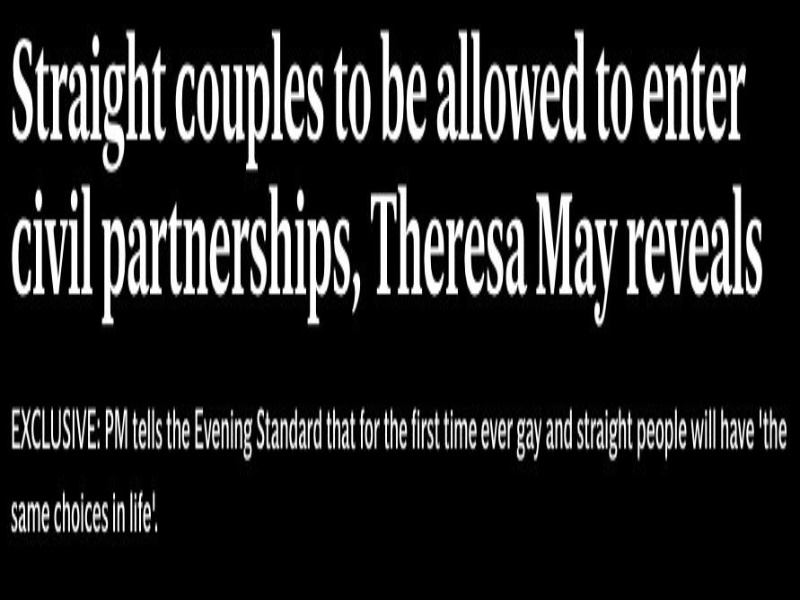 Straight couples to be allowed to enter
civil partnerships, Theresa May reveals
EXCLUSIVE: PM tells the Evening Standard that for the first time ever gay and straight people will have 'the
same choices in life'.